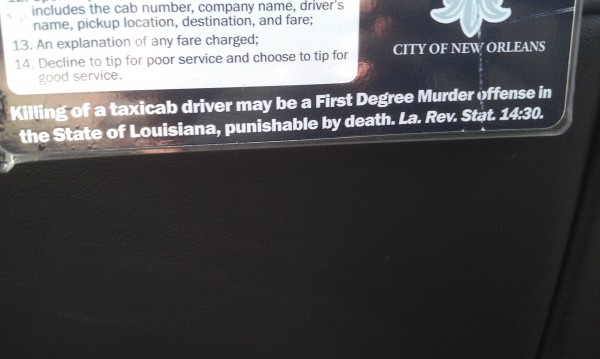 includes the cab number, company name, driver's
name, pickup location, destination, and fare;
13. An explanation of any fare charged;
14. Decline to tip for poor service and choose to tip for
good service.
CITY OF NEW ORLEANS
Killing of a taxicab driver may be a First Degree Murder offense in
the State of Louisiana, punishable by death. La. Rev. Stat. 14:30.